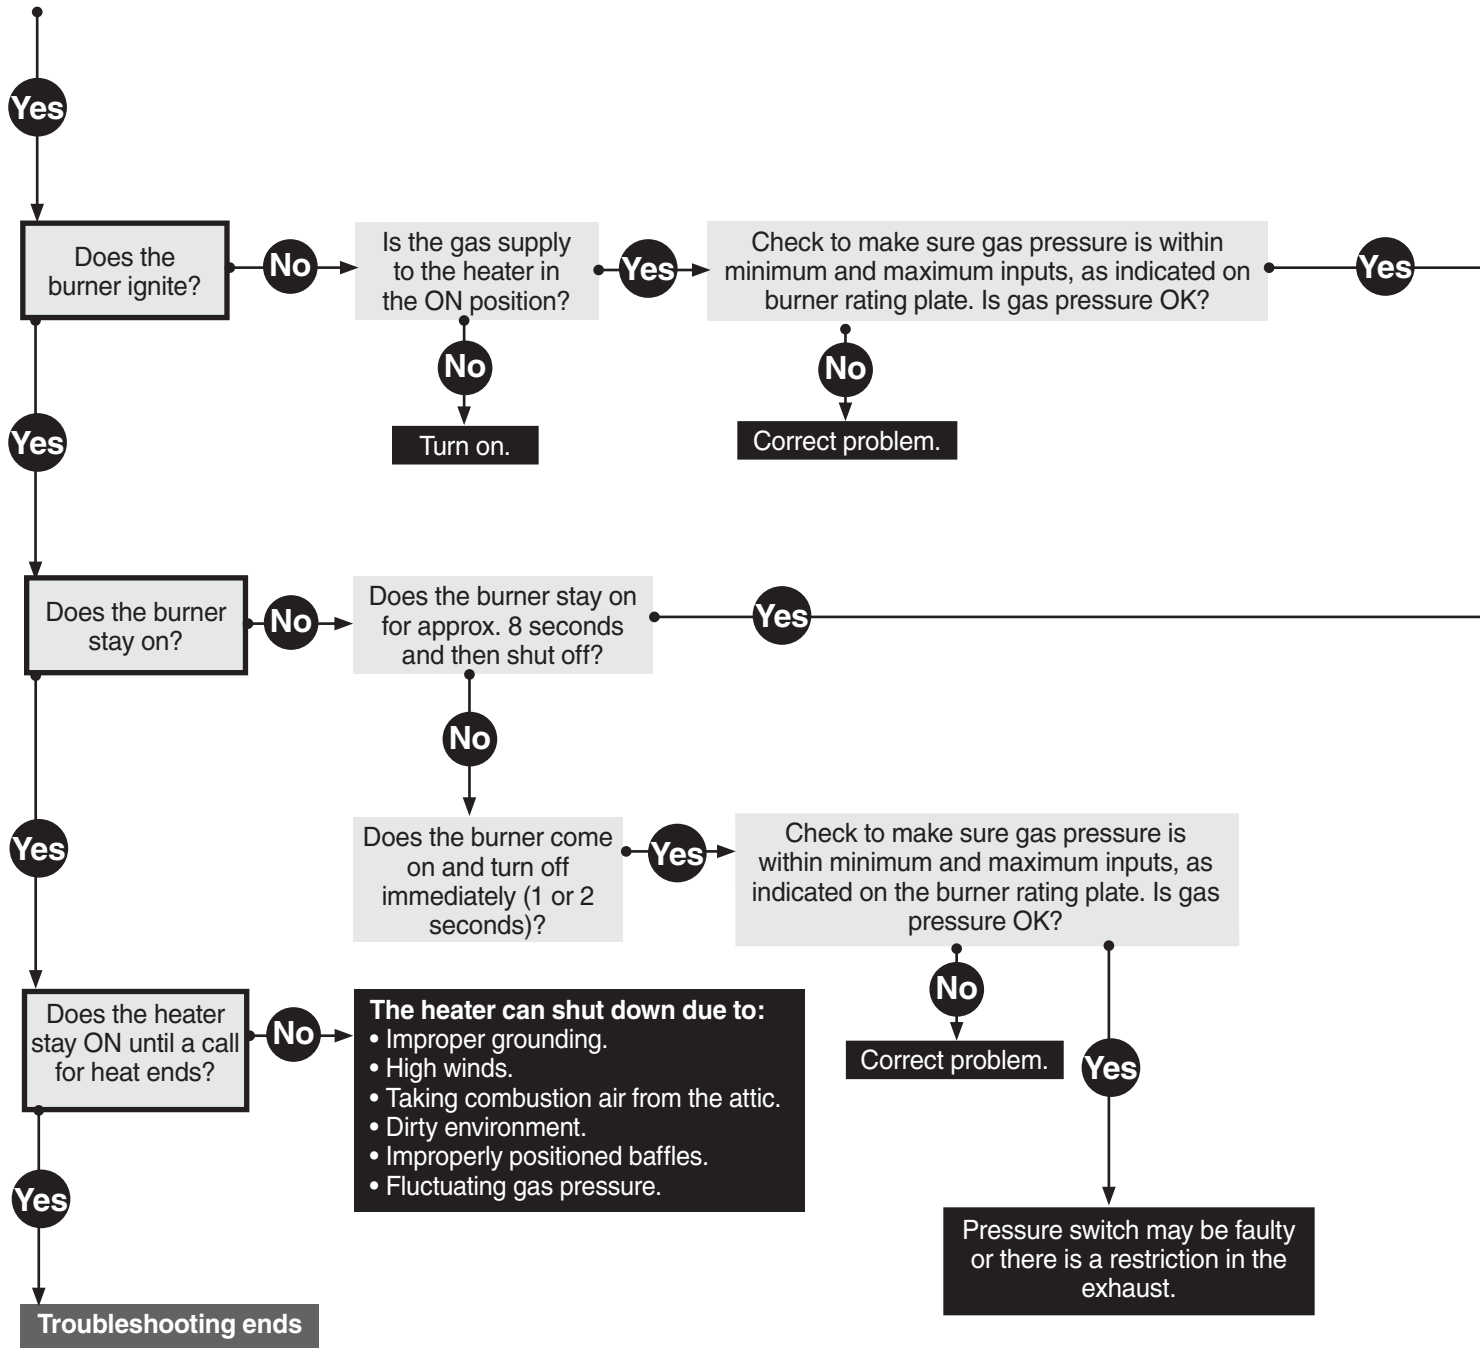 Yes
Does the
burner ignite?
No
Is the gas supply
to the heater in
the ON position?
Yes
Check to make sure gas pressure is within
minimum and maximum inputs, as indicated on
burner rating plate. Is gas pressure OK?
Yes
No
Turn on.
No
Correct problem.
Yes
Does the burner
stay on?
No
Does the burner stay on
for approx. 8 seconds
and then shut off?
Yes
No
Does the burner come
on and turn off
immediately (1 or 2
seconds)?
Yes
Check to make sure gas pressure is
within minimum and maximum inputs, as
indicated on the burner rating plate. Is gas
pressure OK?
No
Correct problem.
Yes
Pressure switch may be faulty
or there is a restriction in the
exhaust.
Yes
Does the heater
stay ON until a call
for heat ends?
No
The heater can shut down due to:
• Improper grounding.
• High winds.
• Taking combustion air from the attic.
• Dirty environment.
• Improperly positioned baffles.
• Fluctuating gas pressure.
Yes
Troubleshooting ends